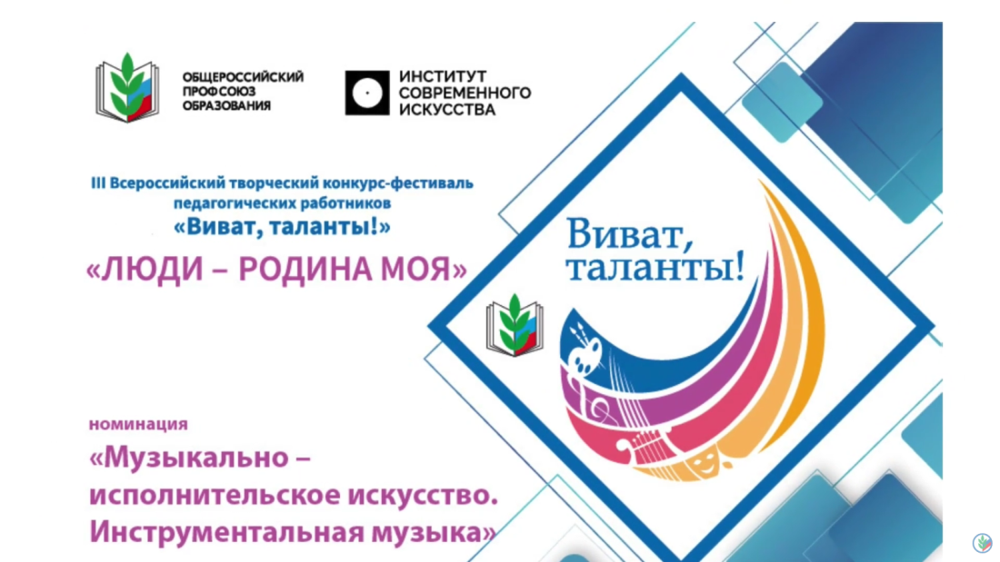 ОБЩЕРОССИЙСКИЙ
ПРОФСОЮЗ
ОБРАЗОВАНИЯ
ИНСТИТУТ
СОВРЕМЕННОГО
ИСКУССТВА
III Всероссийский творческий конкурс-фестиваль
педагогических работников
«Виват, таланты!»
«ЛЮДИ – РОДИНА МОЯ»
Виват,
таланты!
номинация
«Музыкально –
исполнительское искусство.
Инструментальная музыка»